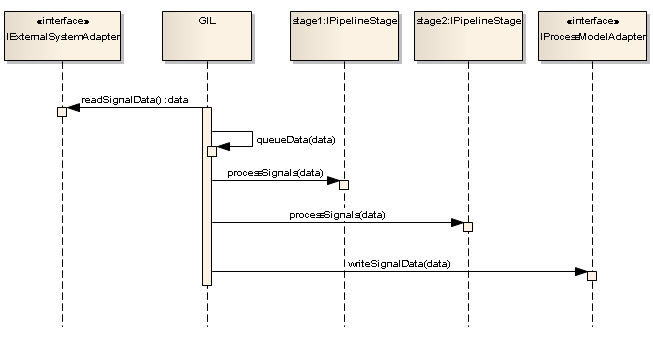 «interface»
IExternalSystemAdapter
GIL
stage1:IPipelineStage
stage2:IPipelineStage
«interface»
IProcessModelAdapter
readSignalData() :data
queueData(data)
processSignals(data)
processSignals(data)
writeSignalData(data)